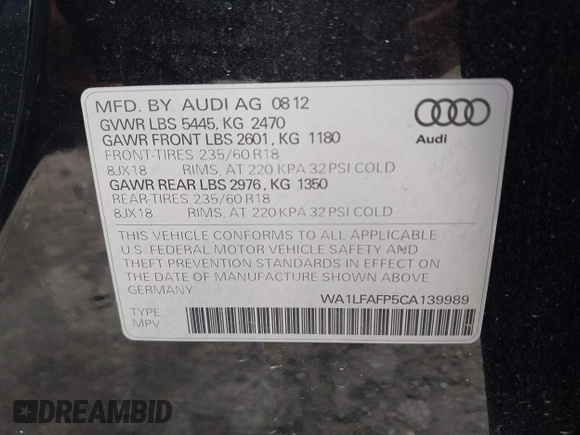 MFD. BY AUDI AG 08 12
GVWR LBS 5445, KG 2470
GAWR FRONT LBS 2601, KG 1180
FRONT-TIRES 235/60 R18
8JX18 RIMS, AT 220 KPA 32 PSI COLD
GAWR REAR LBS 2976, KG 1350
REAR-TIRES 235/60 R18
8JX18 RIMS, AT 220 KPA 32 PSI COLD
Audi
THIS VEHICLE CONFORMS TO ALL APPLICABLE
U.S. FEDERAL MOTOR VEHICLE SAFETY AND
THEFT PREVENTION STANDARDS IN EFFECT ON
THE DATE OF MANUFACTURE SHOWN ABOVE.
GERMANY
WA1LFAFP5CA139989
TYPE:
MPV
DREAMBID